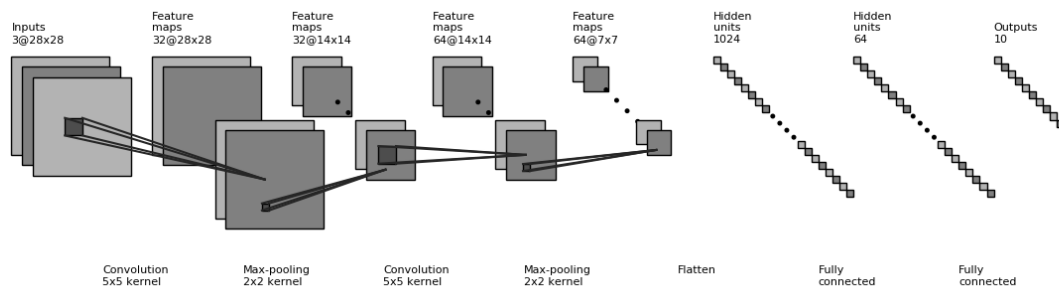 Inputs
3@28x28
Feature
maps
32@28x28
Feature
maps
32@14x14
Feature
maps
64@14x14
Feature
maps
64@7x7
Hidden
units
1024
Hidden
units
64
Outputs
10
Convolution
5x5 kernel
Max-pooling
2x2 kernel
Convolution
5x5 kernel
Max-pooling
2x2 kernel
Flatten
Fully
connected
Fully
connected